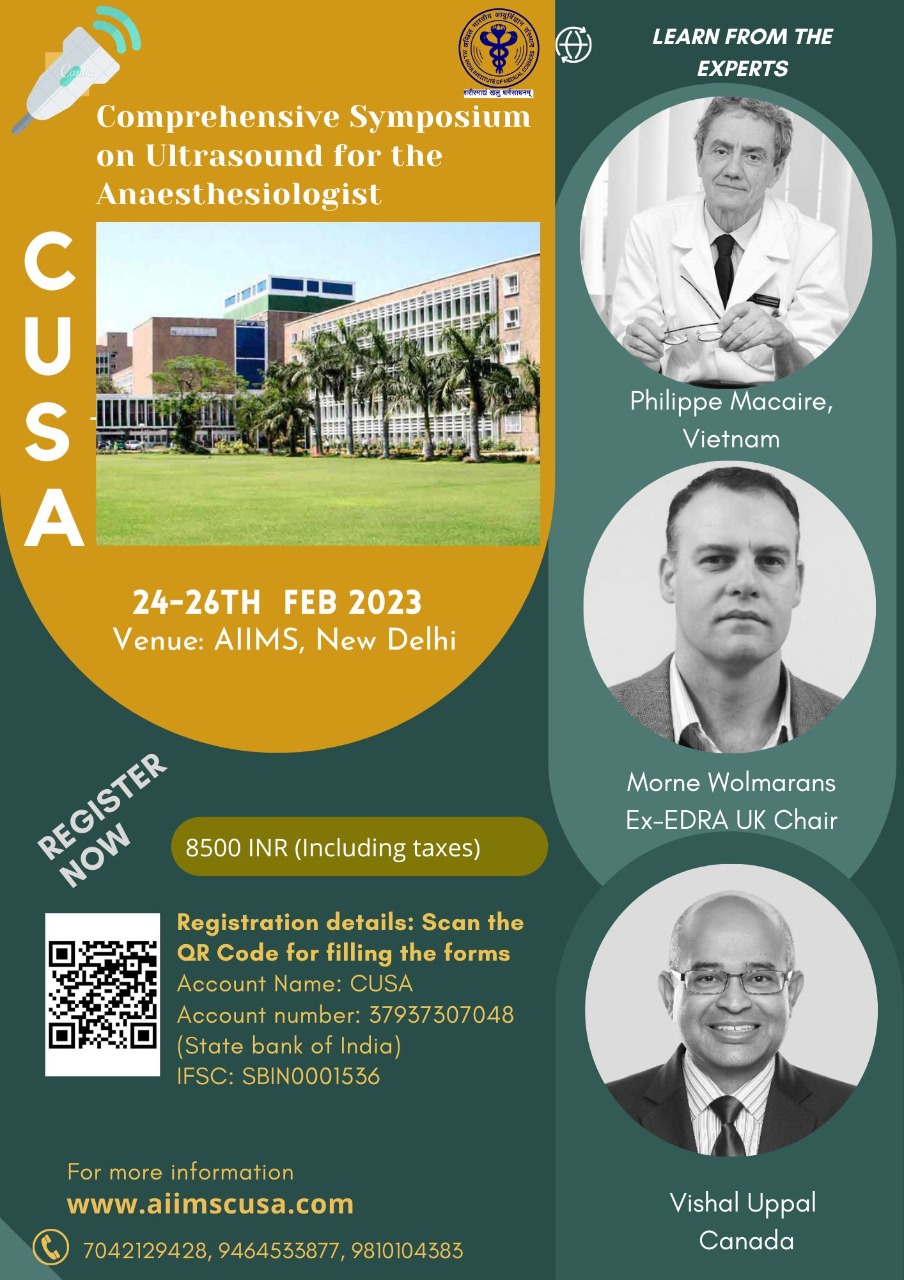 Comprehensive Symposium
on Ultrasound for the
Anaesthesiologist
CUSA
24-26TH FEB 2023
Venue: AIIMS, New Delhi
REGISTER
NOW
8500 INR (Including taxes)
Registration details: Scan the
QR Code for filling the forms
Account Name: CUSA
Account number: 37937307048
(State bank of India)
IFSC: SBIN0001536
For more information
www.aiimscusa.com
7042129428, 9464533877, 9810104383
LEARN FROM THE
EXPERTS
Philippe Macaire,
Vietnam
Morne Wolmarans
Ex-EDRA UK Chair
Vishal Uppal
Canada